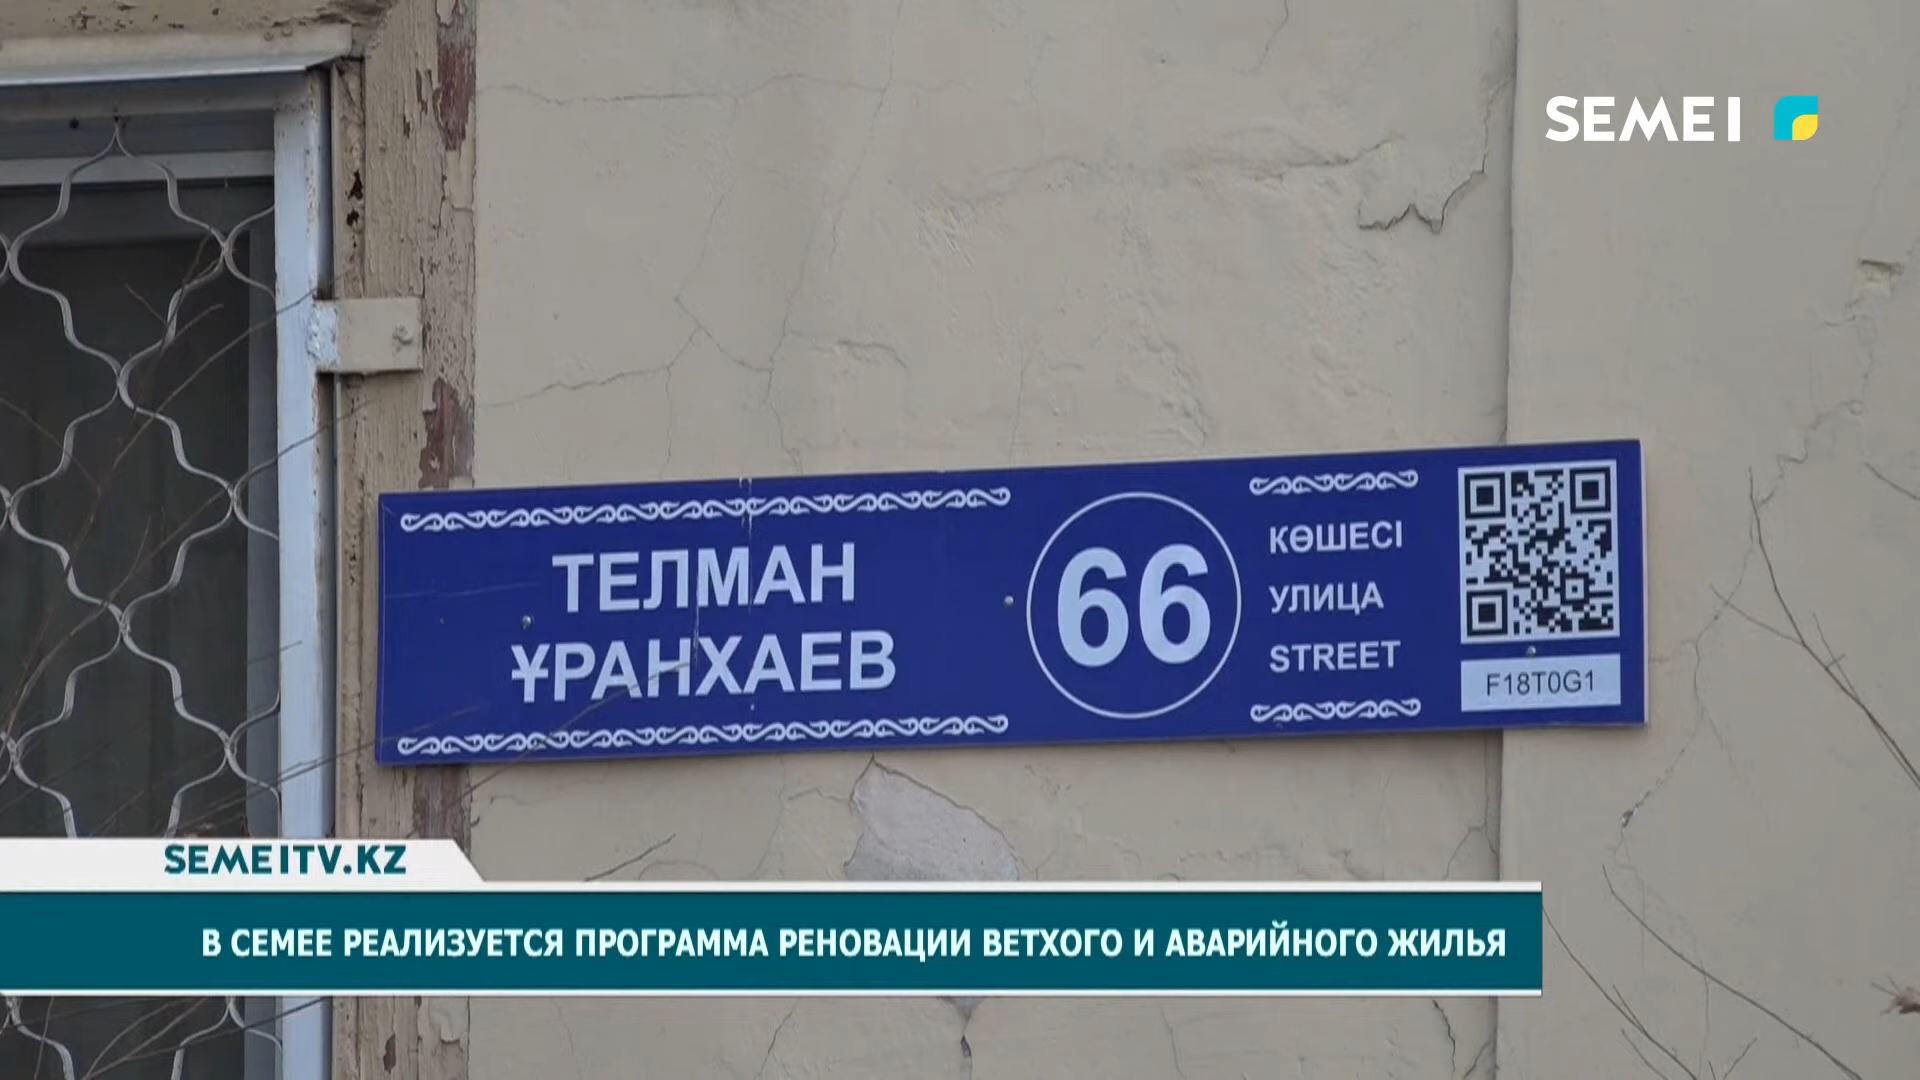 SEMEI
ТЕЛМАН
ҰРАНХАЕВ
66
КӨШЕСІ
УЛИЦА
STREET
F18T0G1
SEMEITV.KZ
В СЕМЕЕ РЕАЛИЗУЕТСЯ ПРОГРАММА РЕНОВАЦИИ ВЕТХОГО И АВАРИЙНОГО ЖИЛЬЯ